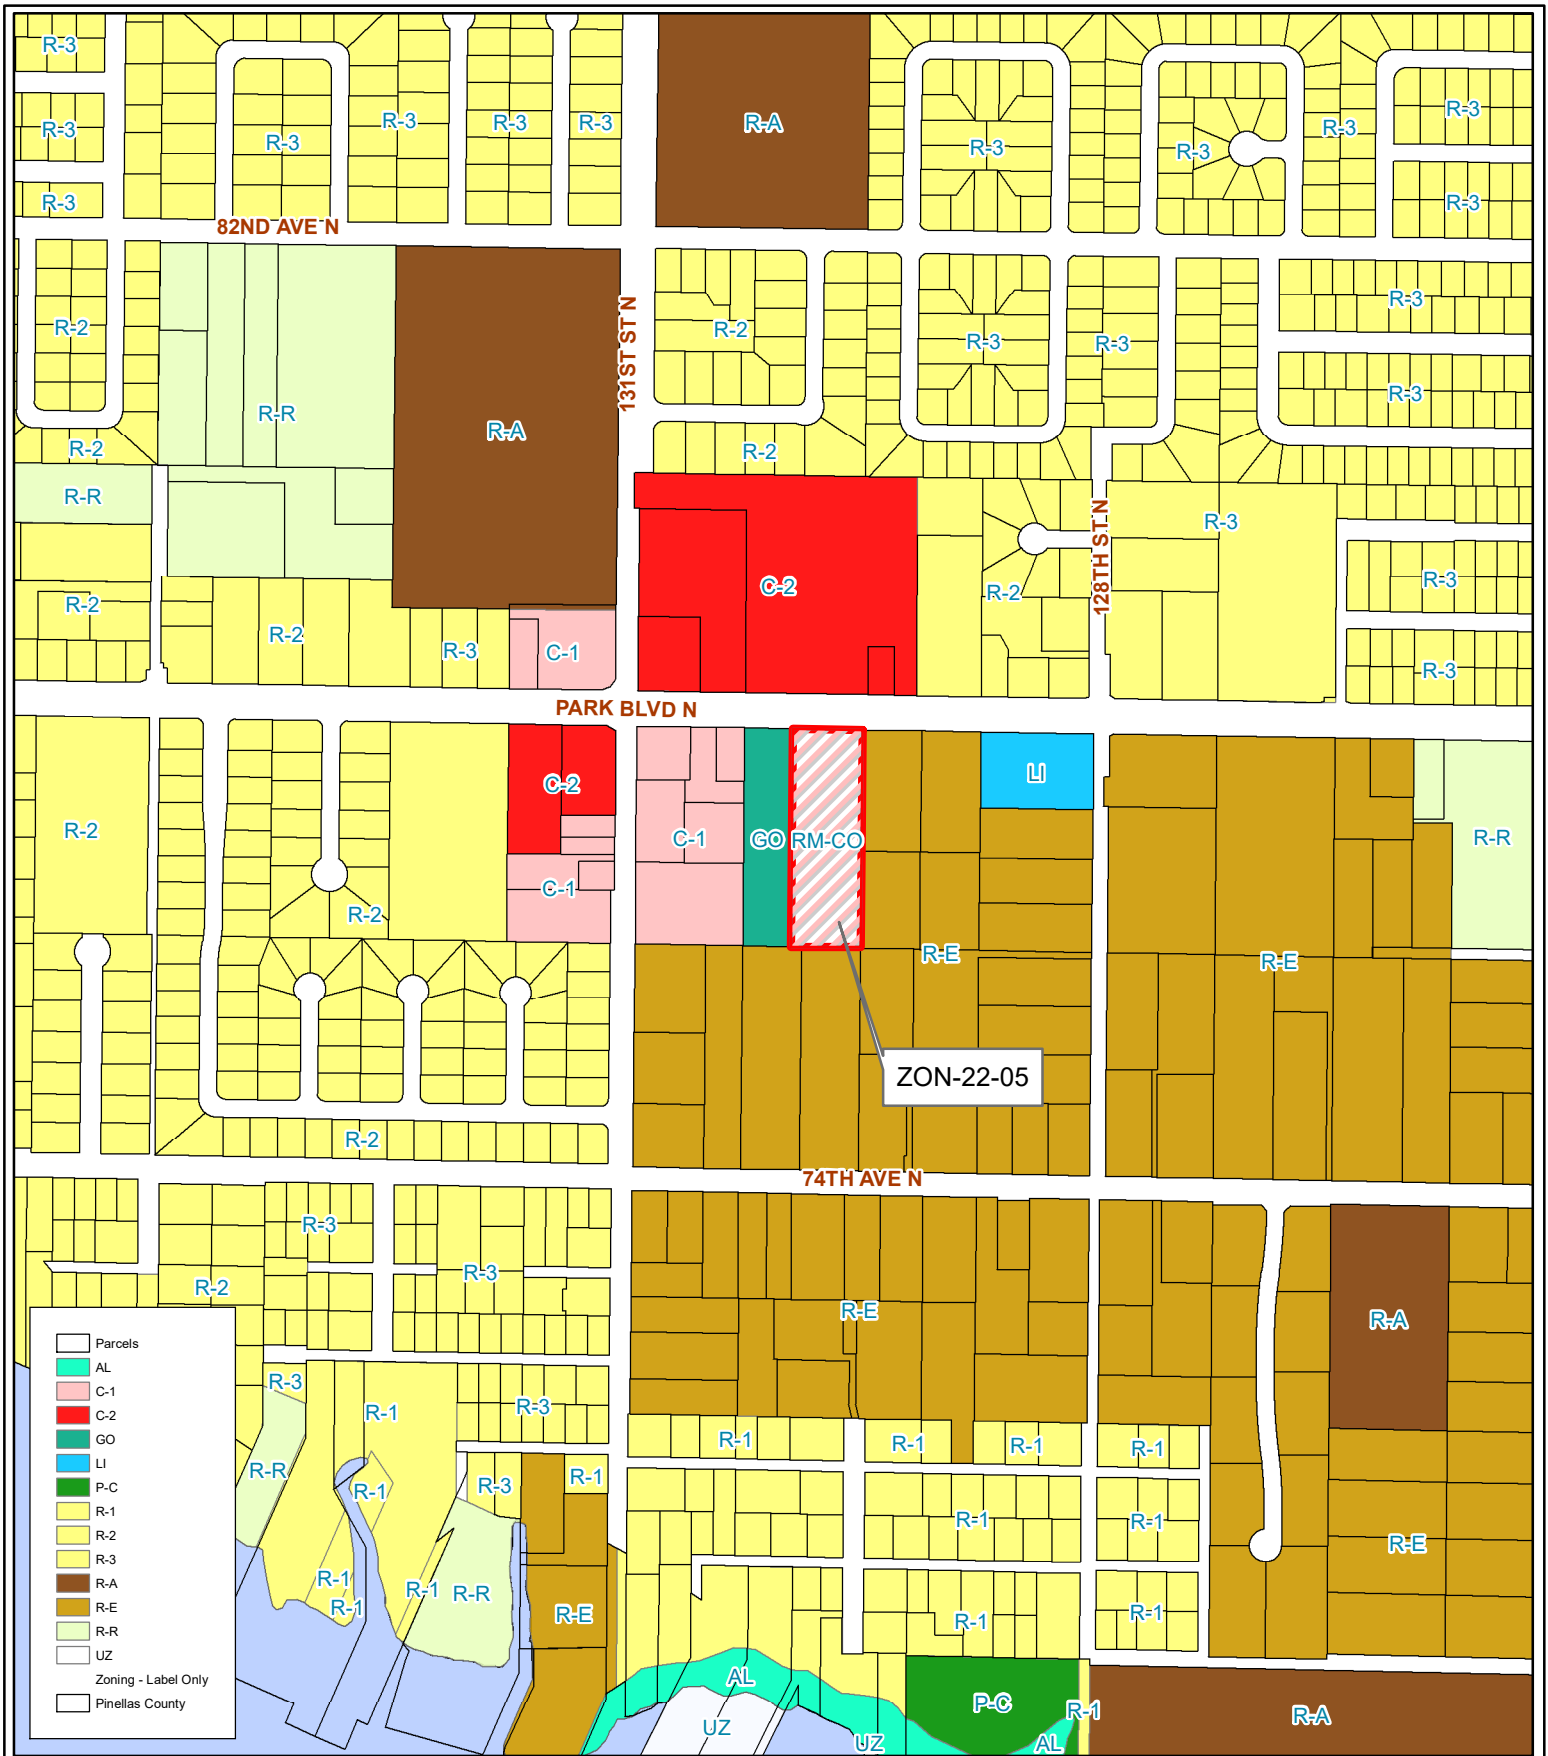 R-3
R-A
R-3
R-3
R-3
R-3
R-3
R-3
R-3
R-3
R-3
R-3
R-3
R-3
82ND AVE N
R-2
R-R
R-A
131ST ST N
R-2
R-3
R-3
R-3
R-3
R-2
R-2
R-R
C-2
R-2
128TH ST N
R-3
R-3
R-2
R-2
R-3
C-1
R-3
PARK BLVD N
R-2
C-2
C-1
GO
RM-CO
LI
R-R
R-2
C-1
R-E
R-E
ZON-22-05
R-2
74TH AVE N
R-3
R-3
R-2
R-E
R-A
Parcels
AL
C-1
C-2
GO
LI
P-C
R-1
R-2
R-3
R-A
R-E
R-R
UZ
Zoning - Label Only
Pinellas County
R-3
R-1
R-3
R-R
R-1
R-3
R-1
R-1
R-1
R-1
R-1
R-1
R-1
R-E
R-1
R-1
R-1
R-R
R-E
R-1
R-1
AL
UZ
UZ
P-C
AL
R-1
R-A